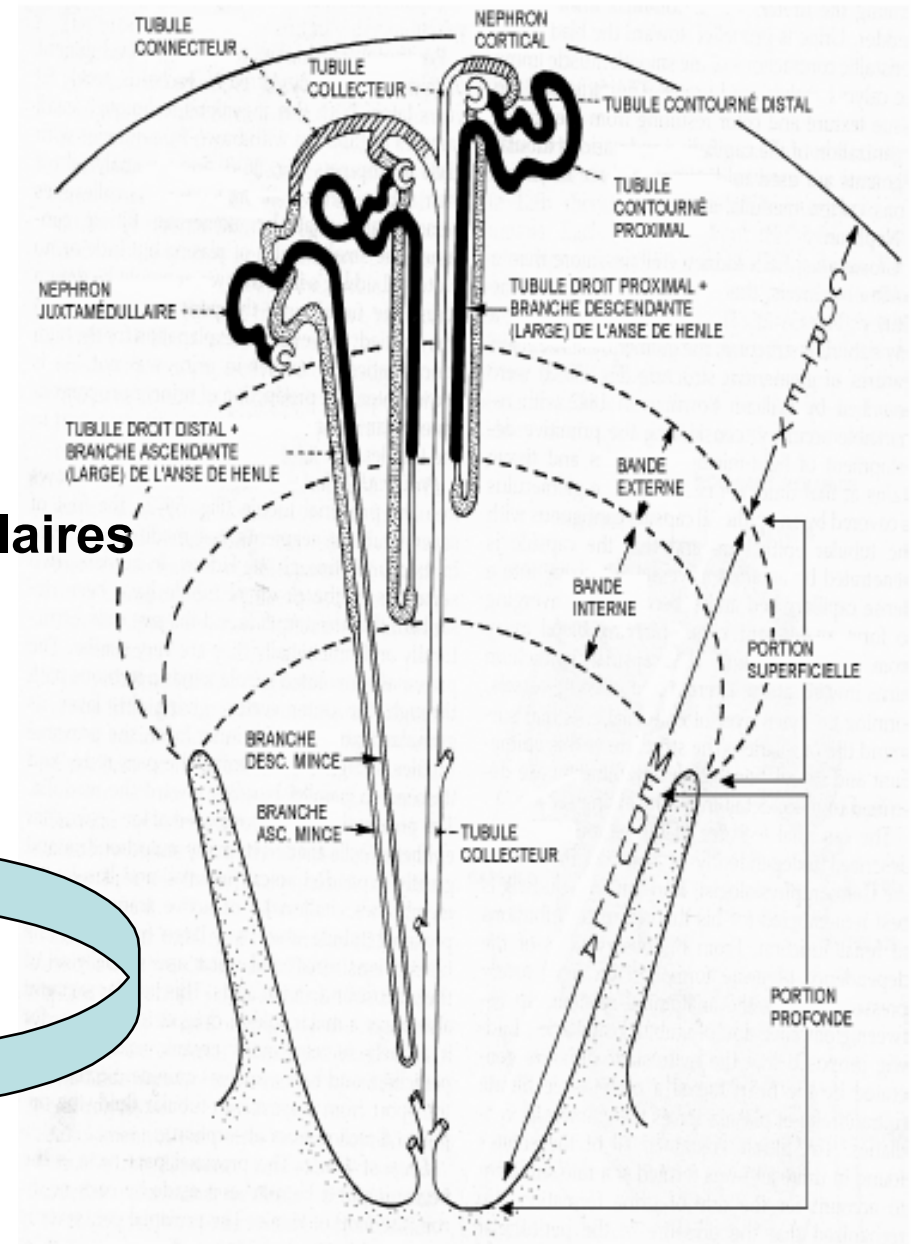 TUBULE
CONNECTEUR
NEPHRON
CORTICAL
TUBULE
COLLECTEUR
TUBULE CONTOURNÉ DISTAL
TUBULE
CONTOURNÉ
PROXIMAL
NEPHRON
JUXTAMÉDULLAIRE
TUBULE DROIT PROXIMAL +
BRANCHE DESCENDANTE
(LARGE) DE L'ANSE DE HENLE
CORTEX
TUBULE DROIT DISTAL +
BRANCHE ASCENDANTE
(LARGE) DE L'ANSE DE HENLE
BANDE
EXTERNE
laires
BANDE
INTERNE
PORTION
SUPERFICIELLE
BRANCHE
DESC. MINCE
BRANCHE
ASC. MINCE
TUBULE
COLLECTEUR
MEDULLA
PORTION
PROFONDE